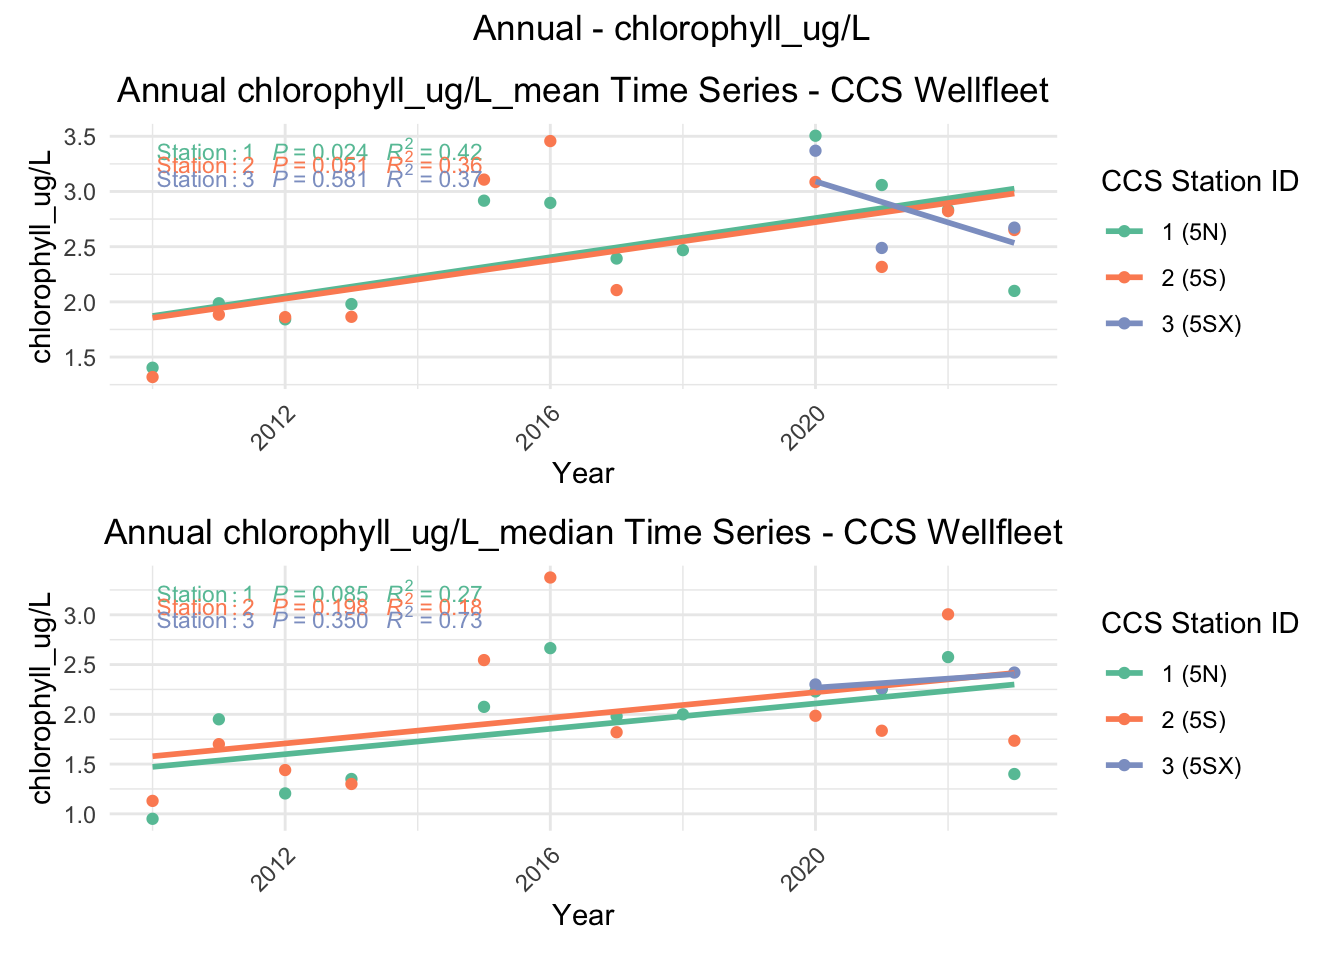 Annual - chlorophyll_ug/L
Annual chlorophyll_ug/L_mean Time Series - CCS Wellfleet
chlorophyll_ug/L
3.5
3.0
2.5
2.0
1.5
Station : 1 P = 0.024 R² = 0.42
Station : 2 P = 0.051 R² = 0.36
Station : 3 P = 0.581 R² = 0.37
2012
2016
2020
Year
CCS Station ID
1 (5N)
2 (5S)
3 (5SX)
Annual chlorophyll_ug/L_median Time Series - CCS Wellfleet
chlorophyll_ug/L
3.0
2.5
2.0
1.5
1.0
Station : 1 P = 0.085 R² = 0.27
Station : 2 P = 0.198 R² = 0.18
Station : 3 P = 0.350 R² = 0.73
2012
2016
2020
Year
CCS Station ID
1 (5N)
2 (5S)
3 (5SX)